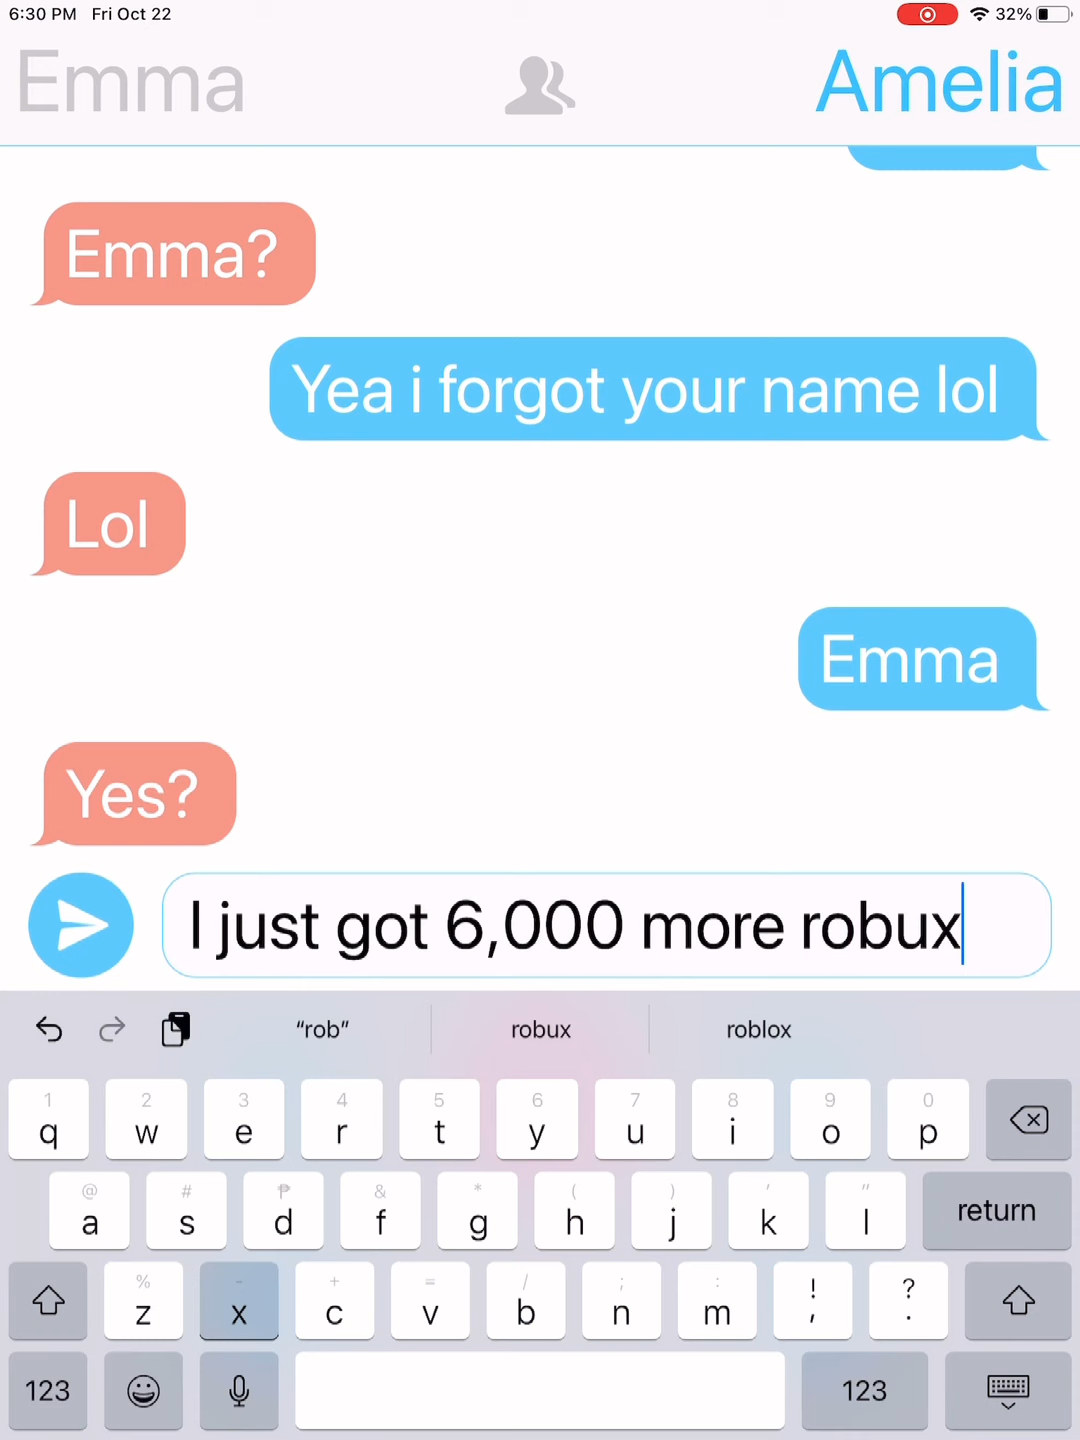 6:30 PM Fri Oct 22 32%
Emma Amelia
Emma?
Yea i forgot your name lol
Lol
Emma
Yes?
I just got 6,000 more robux
“rob” robux roblox
1 2 3 4 5 6 7 8 9 0
q w e r t y u i o p
@ # ₱ & * ( ) ' "
a s d f g h j k l return
% - + = / ; : ! ?
z x c v b n m , .
123 123